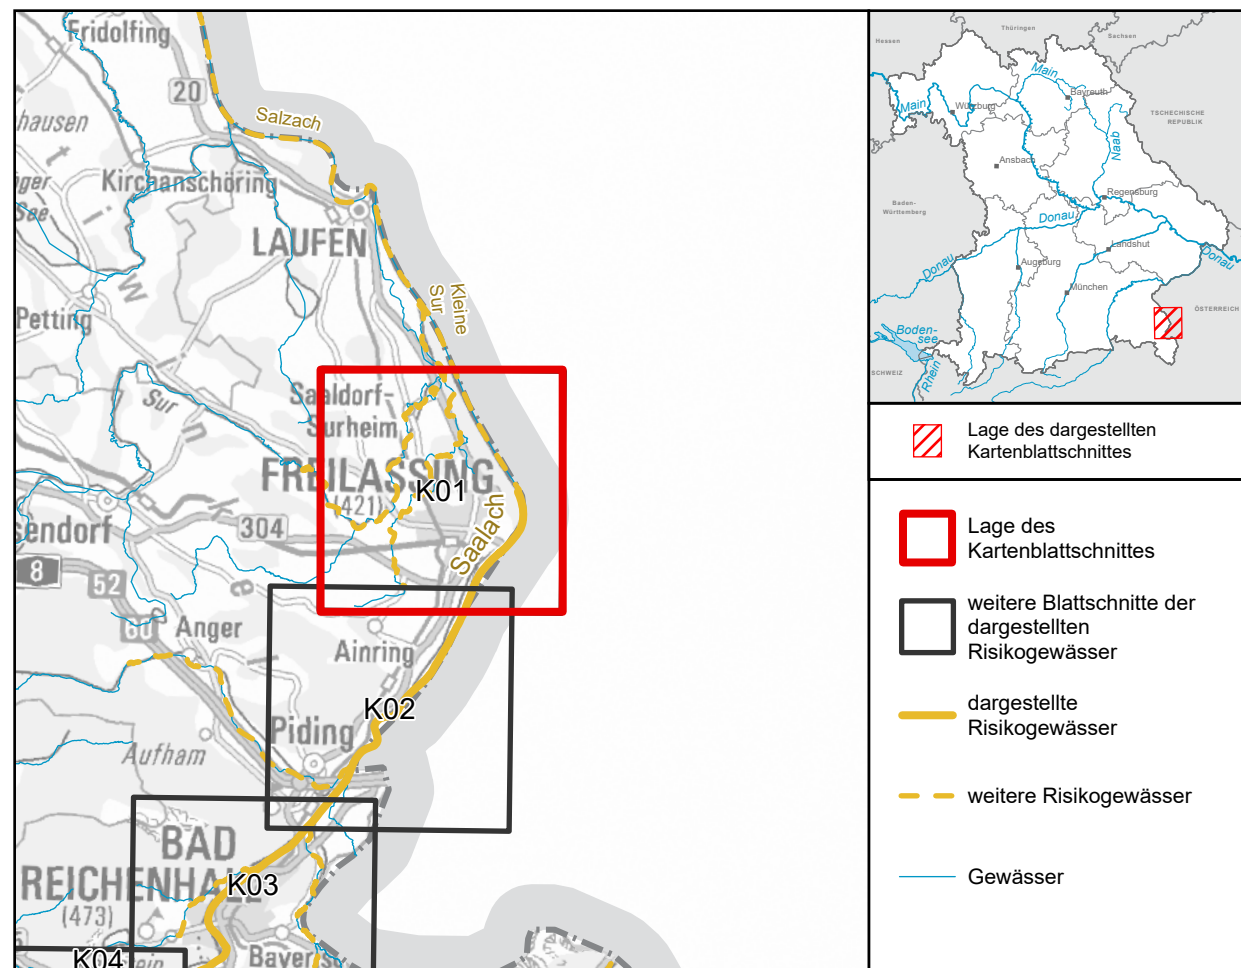 Fridolfing
20
Salzach
hausen
Kirchanschöring
See
LAUFEN
Kleine
Sur
Petting
Saaldorf-
Surheim
Sur
FREILASSING
(421)
K01
304
Saalach
8
52
Anger
Ainring
K02
Piding
Aufham
BAD
REICHENHALL
(473)
K03
K04
Thüringen
Hessen
Sachsen
Main
Bayreuth
Main
Würzburg
TSCHECHISCHE
REPUBLIK
Naab
Ansbach
Baden-
Württemberg
Regensburg
Donau
Landshut
Donau
Donau
Augsburg
München
ÖSTERREICH
Boden-
see
SCHWEIZ
Rhein
Lage des dargestellten
Kartenblattschnittes
Lage des
Kartenblattschnittes
weitere Blattschnitte der
dargestellten
Risikogewässer
dargestellte
Risikogewässer
weitere Risikogewässer
Gewässer